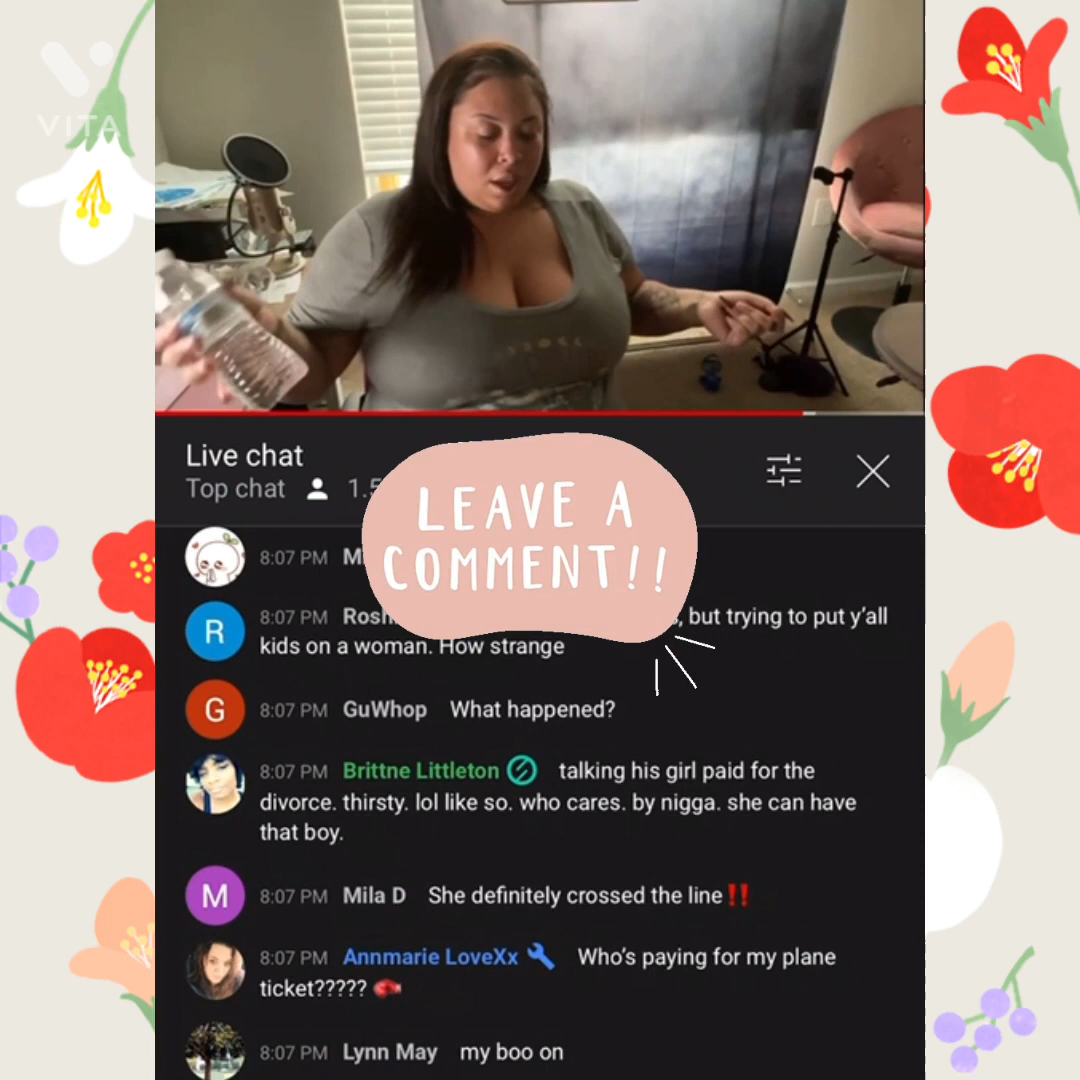 VITA
Live chat
Top chat 1.5
LEAVE A
COMMENT!!
8:07 PM M
8:07 PM Rosh , but trying to put y’all
kids on a woman. How strange
8:07 PM GuWhop What happened?
8:07 PM Brittne Littleton talking his girl paid for the
divorce. thirsty. lol like so. who cares. by nigga. she can have
that boy.
8:07 PM Mila D She definitely crossed the line‼️
8:07 PM Annmarie LoveXx Who’s paying for my plane
ticket????? 🥊
8:07 PM Lynn May my boo on
R
G
M